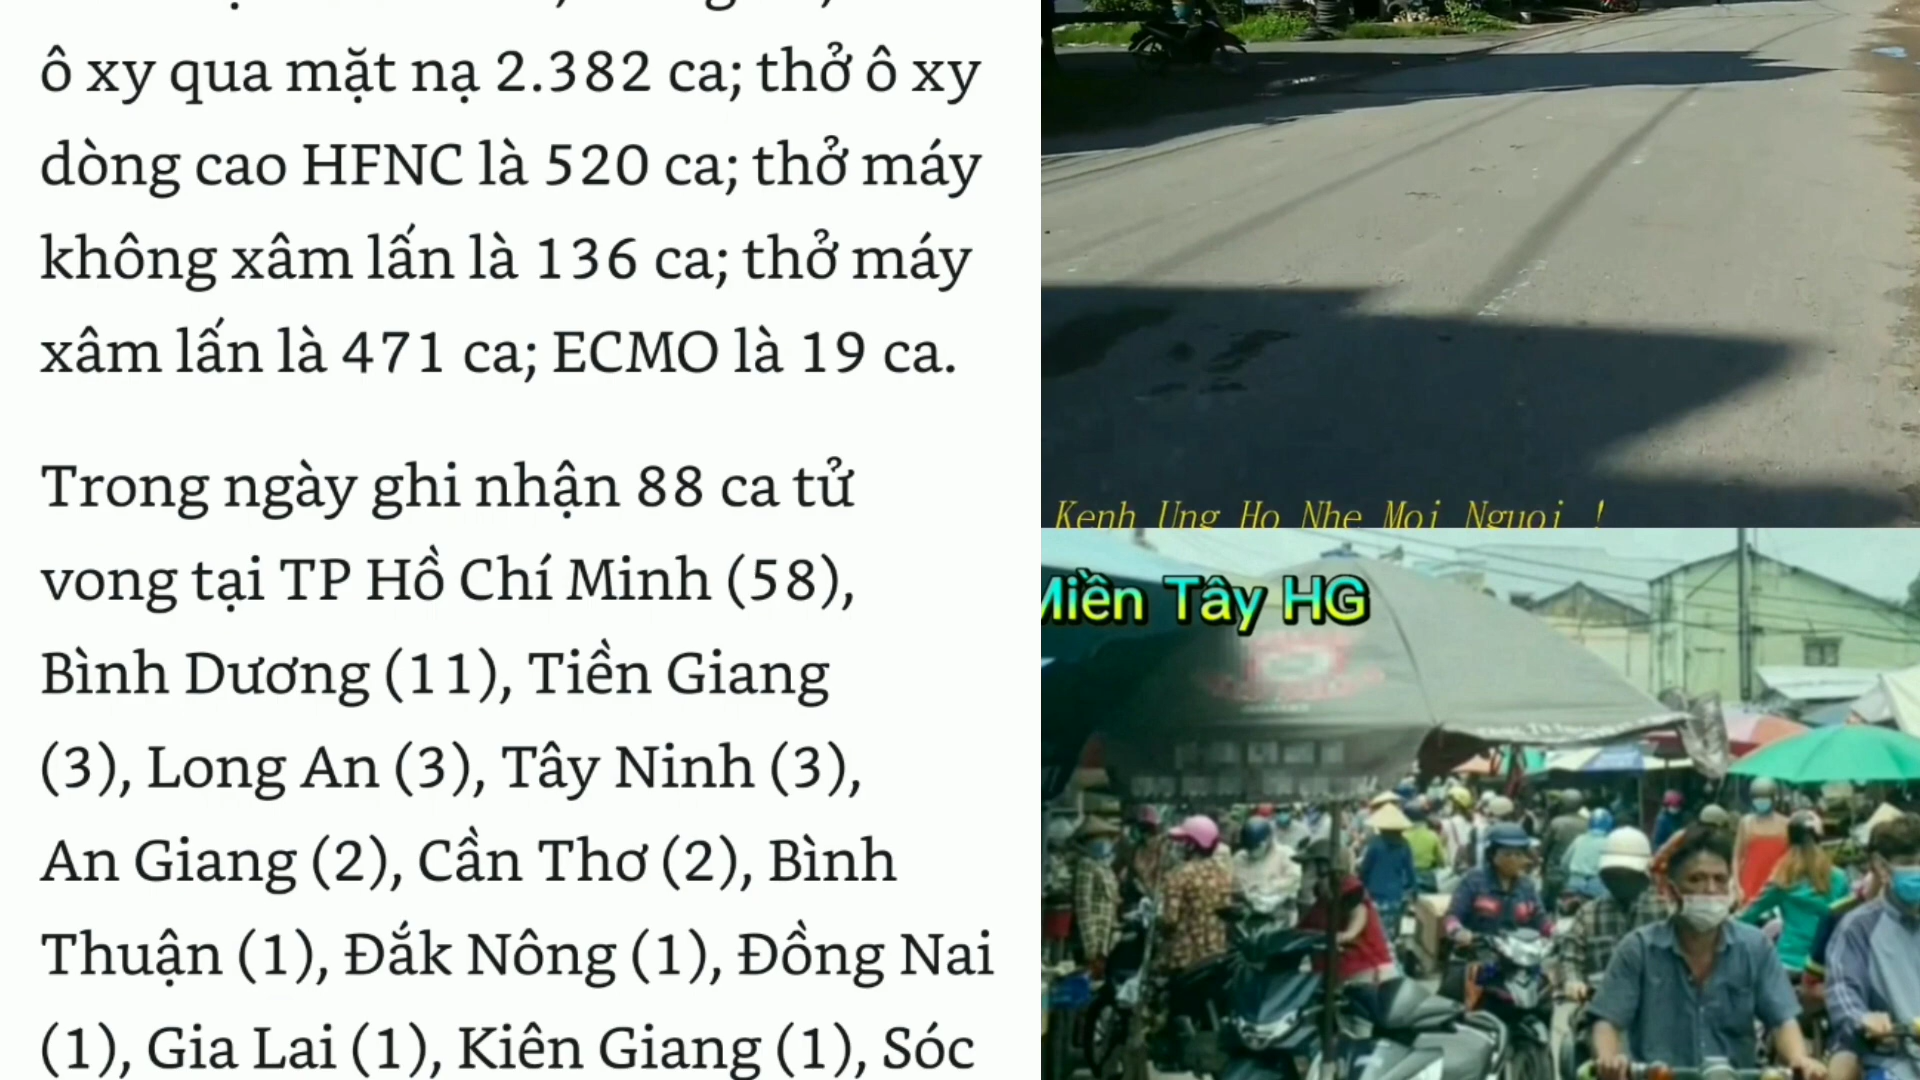 ô xy qua mặt nạ 2.382 ca; thở ô xy
dòng cao HFNC là 520 ca; thở máy
không xâm lấn là 136 ca; thở máy
xâm lấn là 471 ca; ECMO là 19 ca.
Trong ngày ghi nhận 88 ca tử
vong tại TP Hồ Chí Minh (58),
Bình Dương (11), Tiền Giang
(3), Long An (3), Tây Ninh (3),
An Giang (2), Cần Thơ (2), Bình
Thuận (1), Đắk Nông (1), Đồng Nai
(1), Gia Lai (1), Kiên Giang (1), Sóc
Kenh Ung Ho Nhe Moi Nguoi !
Miền Tây HG